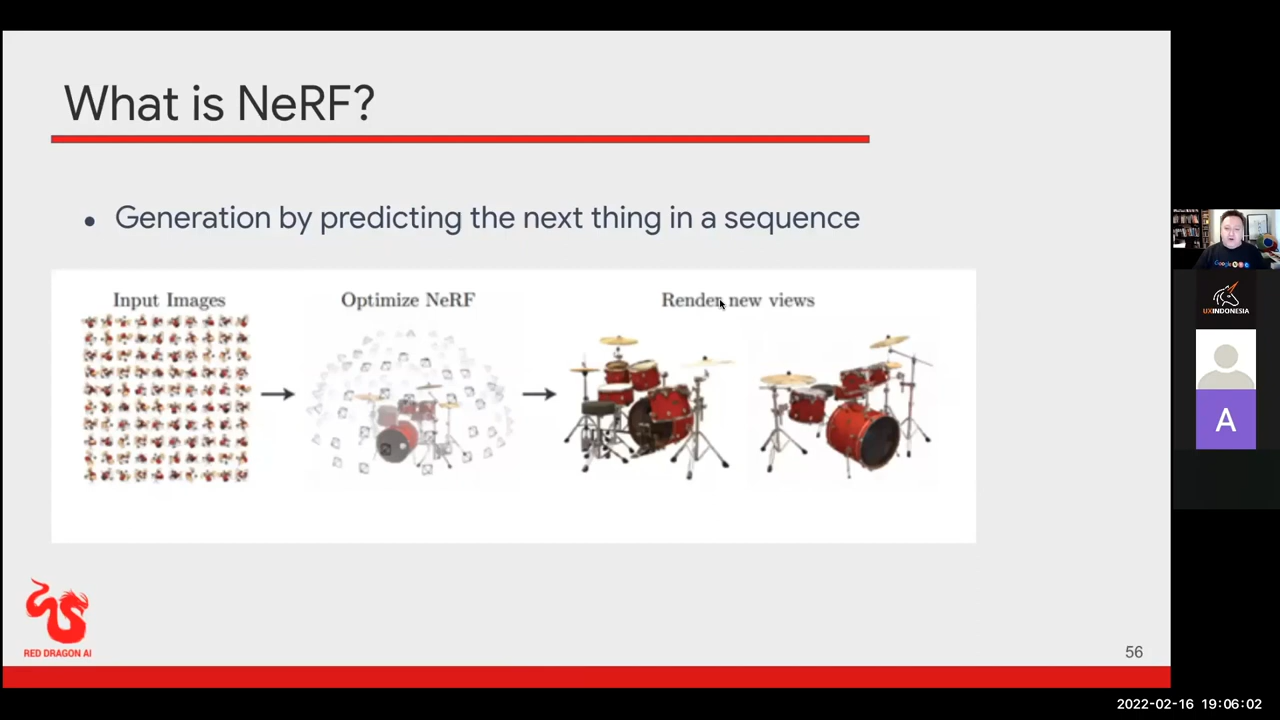 What is NeRF?
• Generation by predicting the next thing in a sequence
Input Images
Optimize NeRF
Render new views
Google
UXINDONESIA
A
RED DRAGON AI
56
2022-02-16 19:06:02